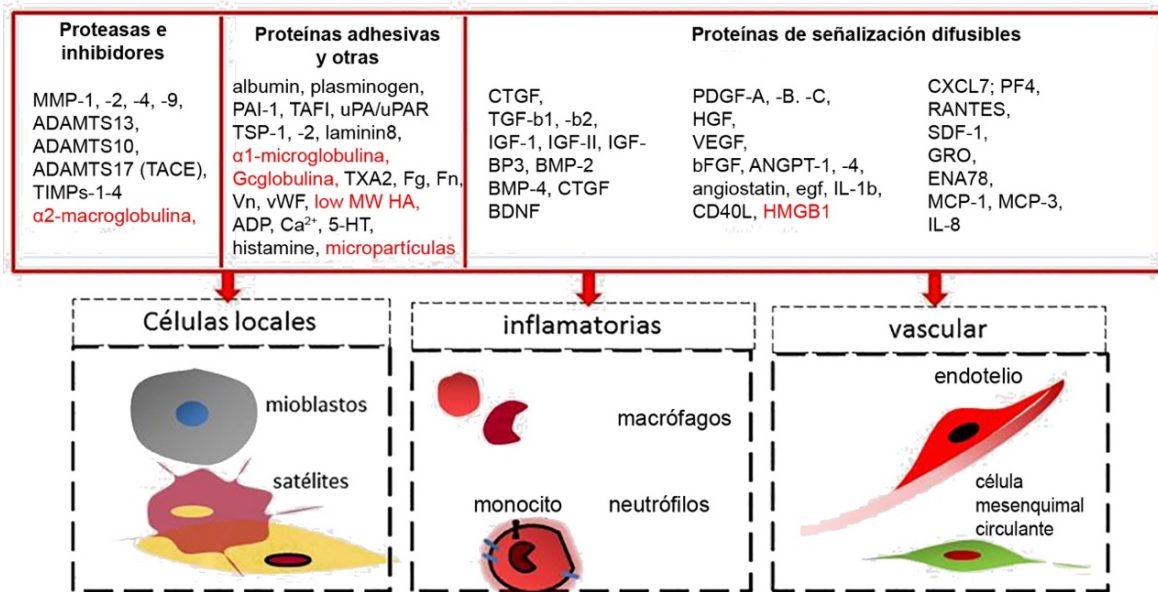 Proteasas e
inhibidores
MMP-1, -2, -4, -9,
ADAMTS13,
ADAMTS10,
ADAMTS17 (TACE),
TIMPs-1-4
α2-macroglobulina,
Proteínas adhesivas
y otras
albumin, plasminogen,
PAI-1, TAFI, uPA/uPAR
TSP-1, -2, laminin8,
α1-microglobulina,
Gcglobulina, TXA2, Fg, Fn,
Vn, vWF, low MW HA,
ADP, Ca²⁺, 5-HT,
histamine, micropartículas
Proteínas de señalización difusibles
CTGF,
TGF-b1, -b2,
IGF-1, IGF-II, IGF-
BP3, BMP-2
BMP-4, CTGF
BDNF
PDGF-A, -B. -C,
HGF,
VEGF,
bFGF, ANGPT-1, -4,
angiostatin, egf, IL-1b,
CD40L, HMGB1
CXCL7; PF4,
RANTES,
SDF-1,
GRO,
ENA78,
MCP-1, MCP-3,
IL-8
Células locales
mioblastos
satélites
inflamatorias
macrófagos
monocito
neutrófilos
vascular
endotelio
célula
mesenquimal
circulante